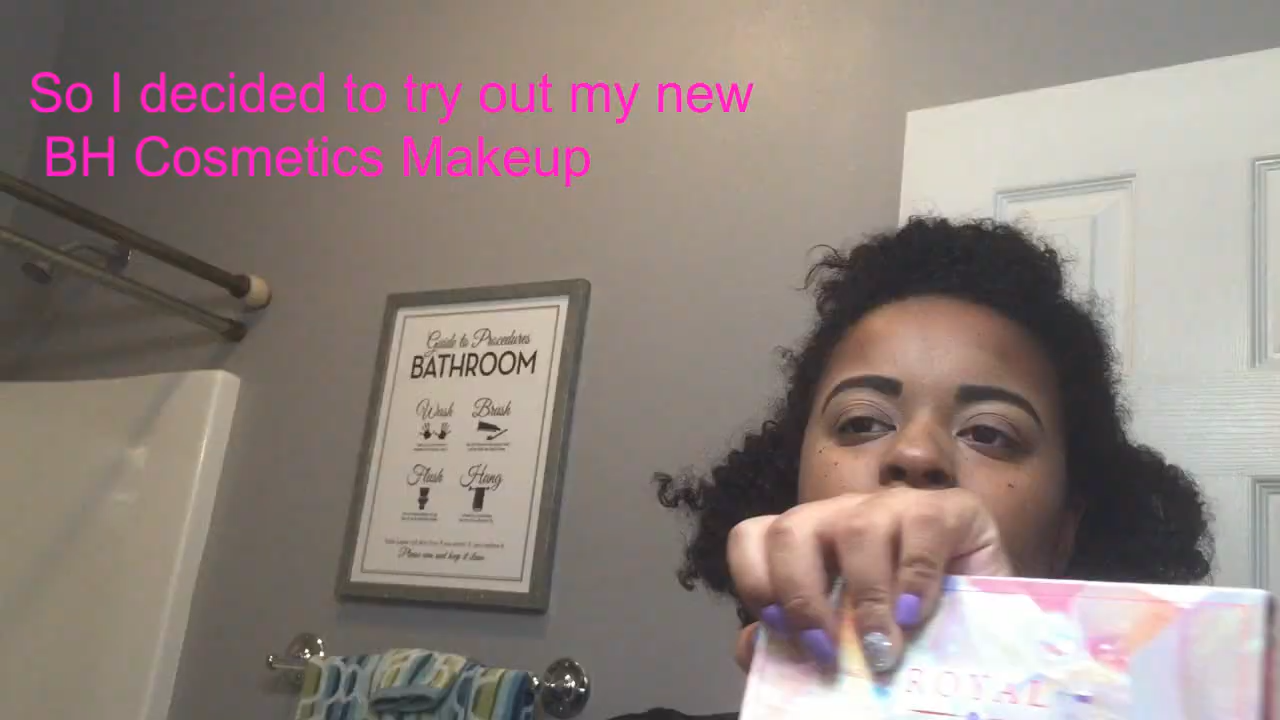 So I decided to try out my new
BH Cosmetics Makeup
Guide to Procedures
BATHROOM
Wash Brush
Flush Hang
Please rinse and keep it clean
ROYAL